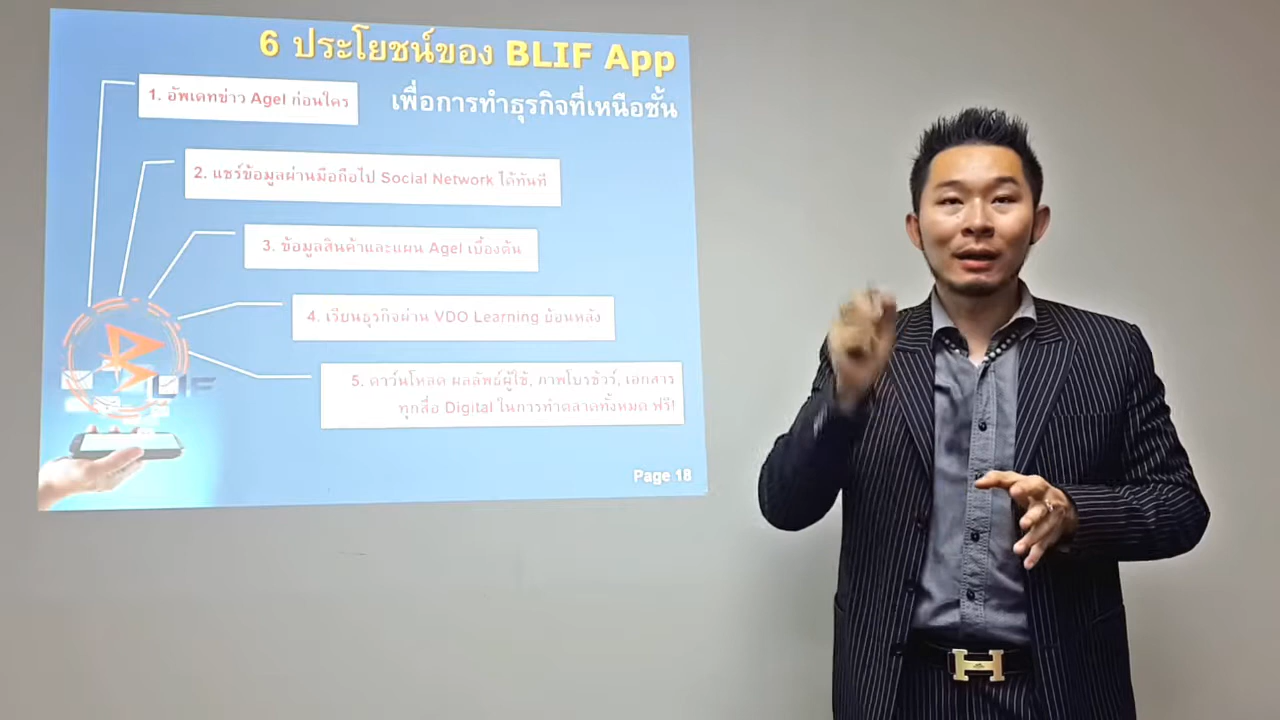 6 ประโยชน์ของ BLIF App
เพื่อการทำธุรกิจที่เหนือชั้น
1. อัพเดทข่าว Agel ก่อนใคร
2. แชร์ข้อมูลผ่านมือถือไป Social Network ได้ทันที
3. ข้อมูลสินค้าและแผน Agel เบื้องต้น
4. เรียนธุรกิจผ่าน VDO Learning ย้อนหลัง
5. ดาว์นโหลด ผลลัพธ์ผู้ใช้, ภาพโบรชัวร์, เอกสาร
ทุกสื่อ Digital ในการทำตลาดทั้งหมด ฟรี!
Page 18